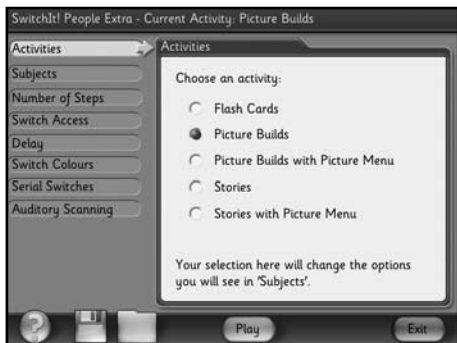 SwitchIt! People Extra - Current Activity: Picture Builds
Activities
Subjects
Number of Steps
Switch Access
Delay
Switch Colours
Serial Switches
Auditory Scanning
Activities
Choose an activity:
Flash Cards
Picture Builds
Picture Builds with Picture Menu
Stories
Stories with Picture Menu
Your selection here will change the options
you will see in 'Subjects'.
?
Play
Exit